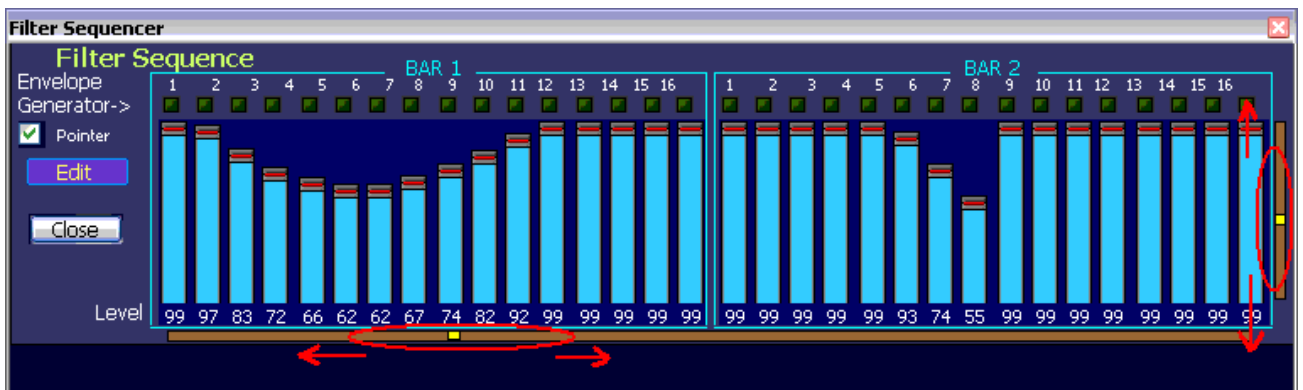 Filter Sequencer
Filter Sequence
BAR 1 BAR 2
Envelope
1 2 3 4 5 6 7 8 9 10 11 12 13 14 15 16 1 2 3 4 5 6 7 8 9 10 11 12 13 14 15 16
Generator->
Pointer
Edit
Close
Level 99 97 83 72 66 62 62 67 74 82 92 99 99 99 99 99 99 99 99 99 99 93 74 55 99 99 99 99 99 99 99 99